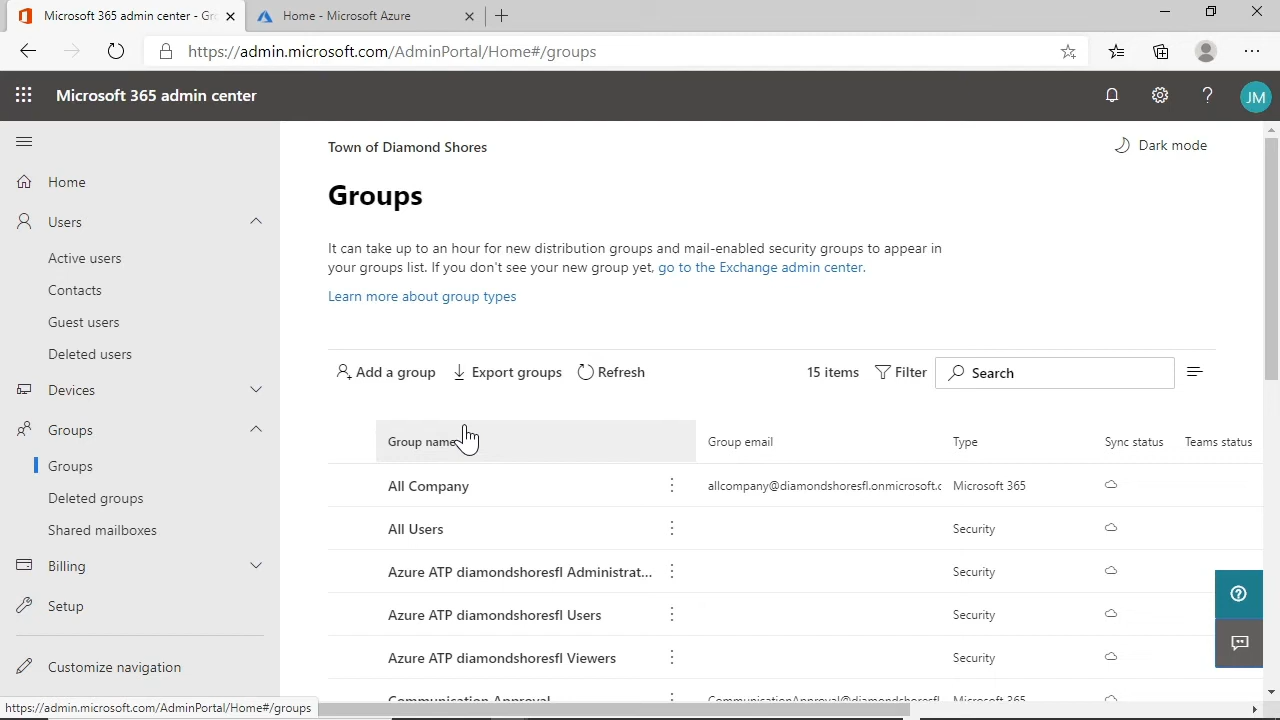 Microsoft 365 admin center - Gro
Home - Microsoft Azure
https://admin.microsoft.com/AdminPortal/Home#/groups
Microsoft 365 admin center
JM
Home
Users
Active users
Contacts
Guest users
Deleted users
Devices
Groups
Groups
Deleted groups
Shared mailboxes
Billing
Setup
Customize navigation
Town of Diamond Shores
Dark mode
Groups
It can take up to an hour for new distribution groups and mail-enabled security groups to appear in
your groups list. If you don't see your new group yet, go to the Exchange admin center.
Learn more about group types
Add a group Export groups Refresh 15 items Filter Search
Group name Group email Type Sync status Teams status
All Company allcompany@diamondshoresfl.onmicrosoft.c Microsoft 365
All Users Security
Azure ATP diamondshoresfl Administrat... Security
Azure ATP diamondshoresfl Users Security
Azure ATP diamondshoresfl Viewers Security
Communication Approval CommunicationApproval@diamondshoresfl Microsoft 365
https://admin.microsoft.com/AdminPortal/Home#/groups